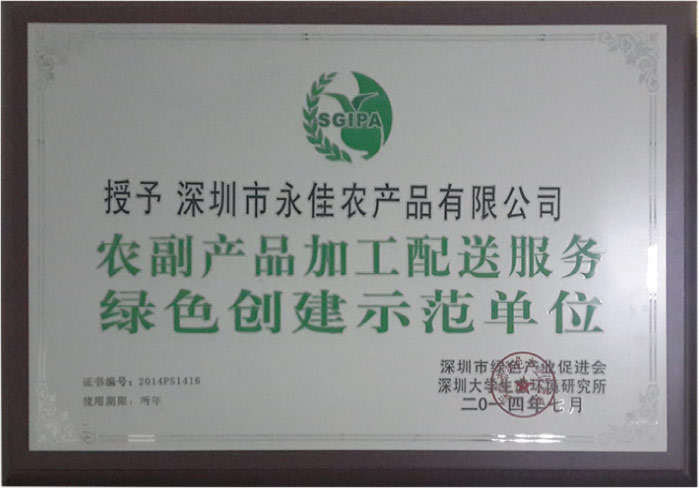 SGIPA
授予 深圳市永佳农产品有限公司
农副产品加工配送服务
绿色创建示范单位
证书编号：2014PS1416
使用期限：两年
深圳市绿色产业促进会
深圳大学生态环境研究所
二〇一四年七月